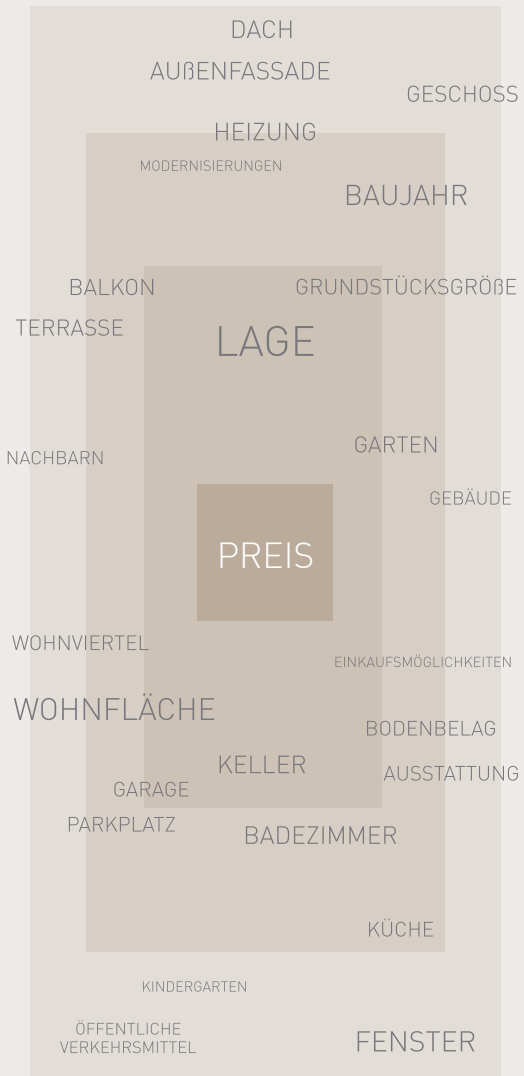 DACH
AUßENFASSADE
GESCHOSS
HEIZUNG
MODERNISIERUNGEN
BAUJAHR
BALKON
GRUNDSTÜCKSGRÖßE
TERRASSE
LAGE
GARTEN
NACHBARN
GEBÄUDE
PREIS
WOHNVIERTEL
EINKAUFSMÖGLICHKEITEN
WOHNFLÄCHE
BODENBELAG
KELLER
AUSSTATTUNG
GARAGE
PARKPLATZ
BADEZIMMER
KÜCHE
KINDERGARTEN
ÖFFENTLICHE
VERKEHRSMITTEL
FENSTER